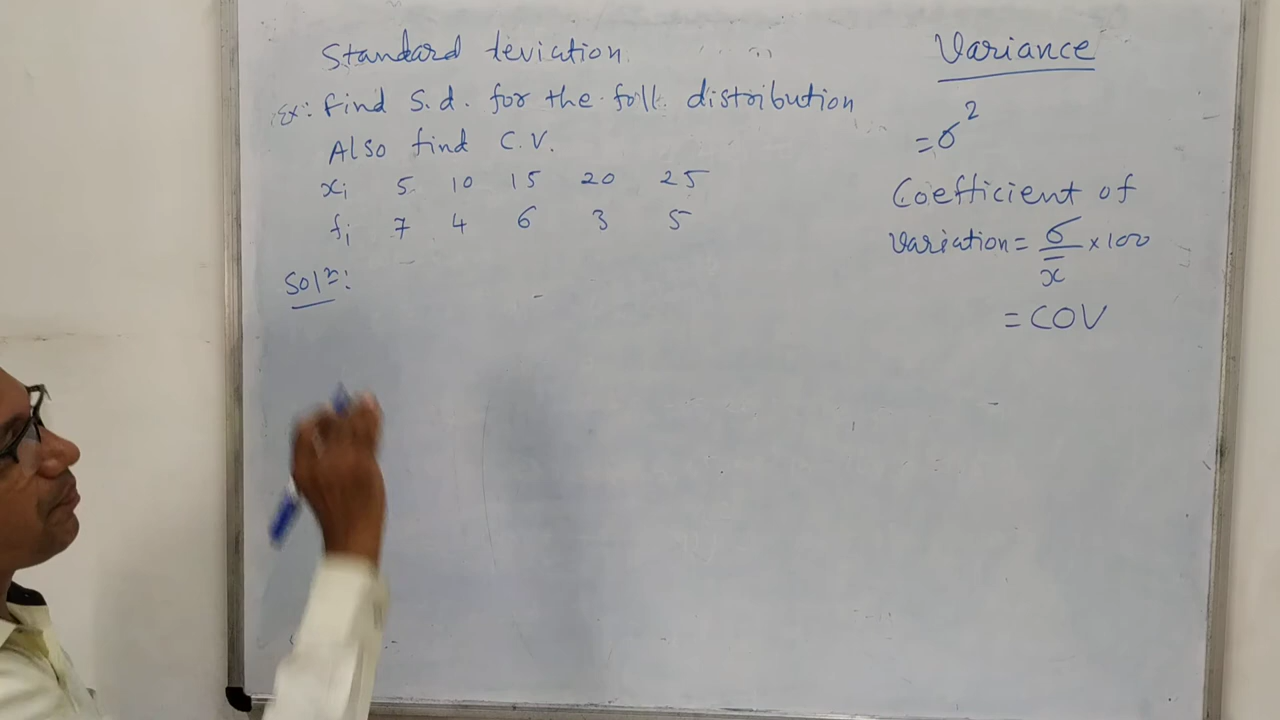 Standard deviation
Ex: Find S.d. for the foll. distribution
Also find C.V.
xi 5 10 15 20 25
fi 7 4 6 3 5
Solⁿ:
Variance
= σ²
Coefficient of
Variation = σ/x̄ × 100
= COV